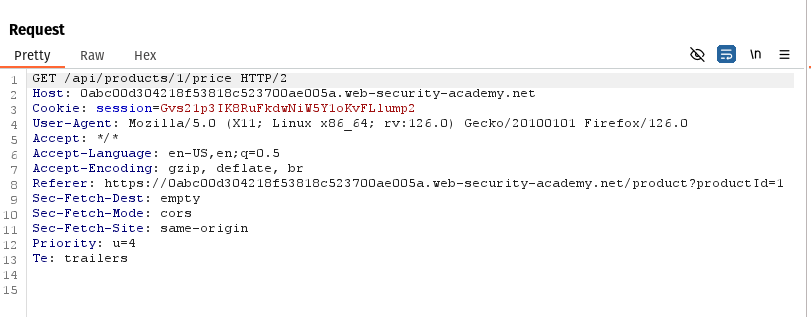 Request
Pretty Raw Hex \n
1 GET /api/products/1/price HTTP/2
2 Host: 0abc00d304218f53818c523700ae005a.web-security-academy.net
3 Cookie: session=Gvs21p3IK8RuFkdwNiW5Y1oKvFLlump2
4 User-Agent: Mozilla/5.0 (X11; Linux x86_64; rv:126.0) Gecko/20100101 Firefox/126.0
5 Accept: */*
6 Accept-Language: en-US,en;q=0.5
7 Accept-Encoding: gzip, deflate, br
8 Referer: https://0abc00d304218f53818c523700ae005a.web-security-academy.net/product?productId=1
9 Sec-Fetch-Dest: empty
10 Sec-Fetch-Mode: cors
11 Sec-Fetch-Site: same-origin
12 Priority: u=4
13 Te: trailers
14
15